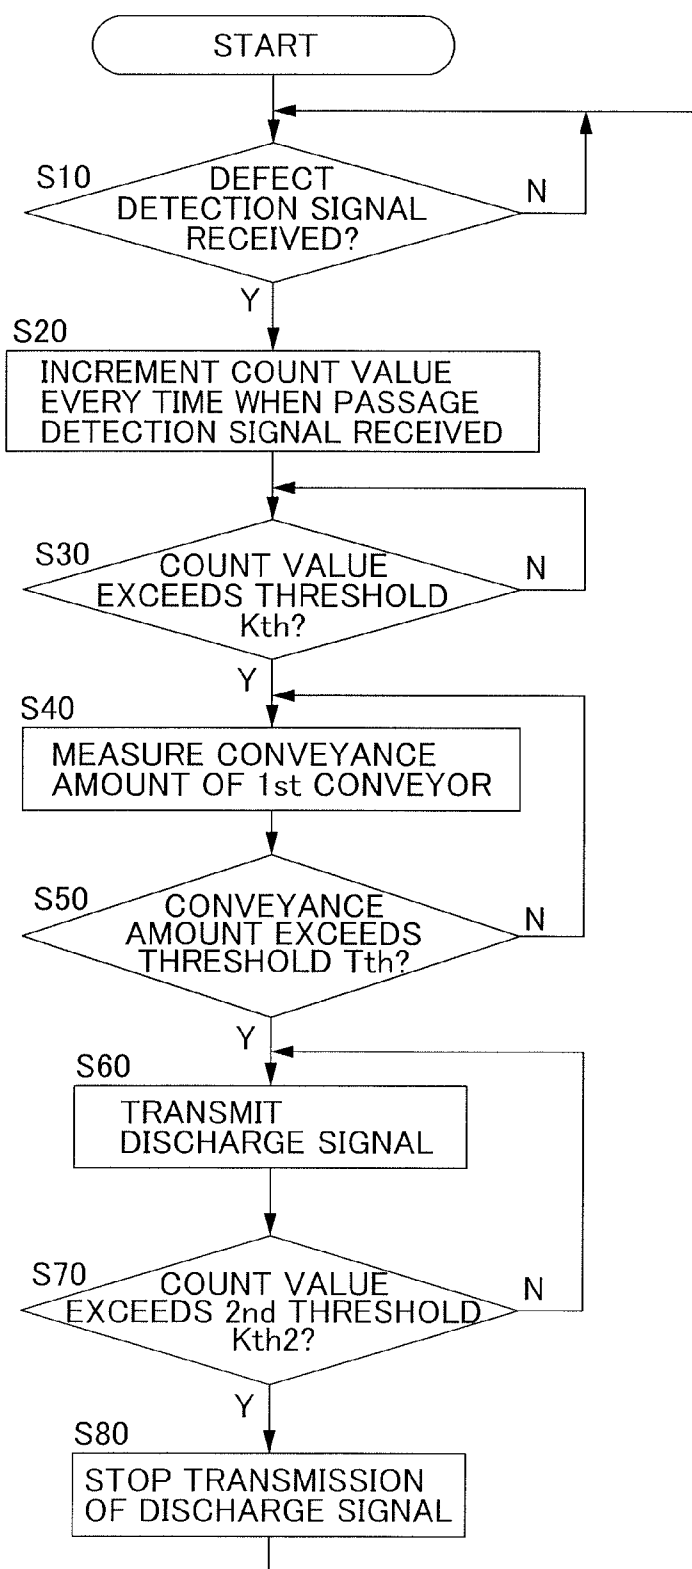 START
S10
DEFECT
DETECTION SIGNAL
RECEIVED?
N
Y
S20
INCREMENT COUNT VALUE
EVERY TIME WHEN PASSAGE
DETECTION SIGNAL RECEIVED
S30
COUNT VALUE
EXCEEDS THRESHOLD
Kth?
N
Y
S40
MEASURE CONVEYANCE
AMOUNT OF 1st CONVEYOR
S50
CONVEYANCE
AMOUNT EXCEEDS
THRESHOLD Tth?
N
Y
S60
TRANSMIT
DISCHARGE SIGNAL
S70
COUNT VALUE
EXCEEDS 2nd THRESHOLD
Kth2?
N
Y
S80
STOP TRANSMISSION
OF DISCHARGE SIGNAL